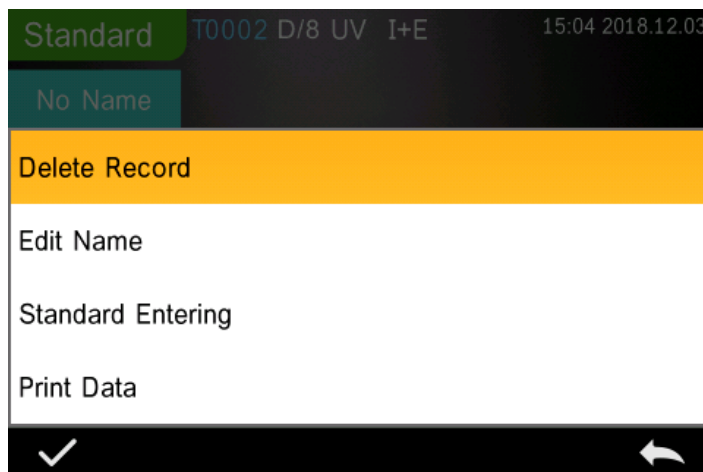 Standard T0002 D/8 UV I+E 15:04 2018.12.03
No Name
Delete Record
Edit Name
Standard Entering
Print Data